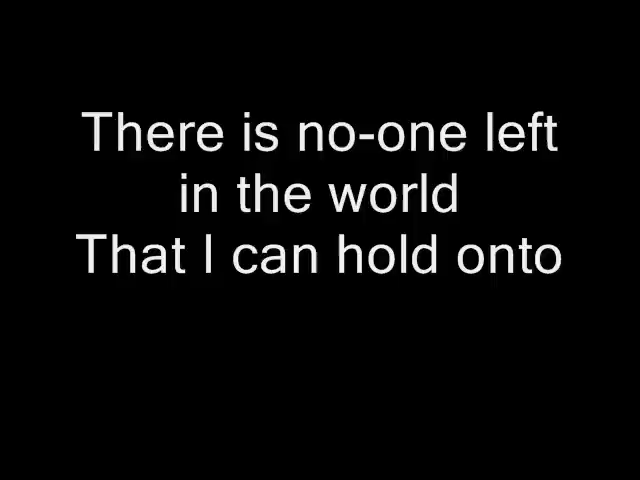 There is no-one left
in the world
That I can hold onto